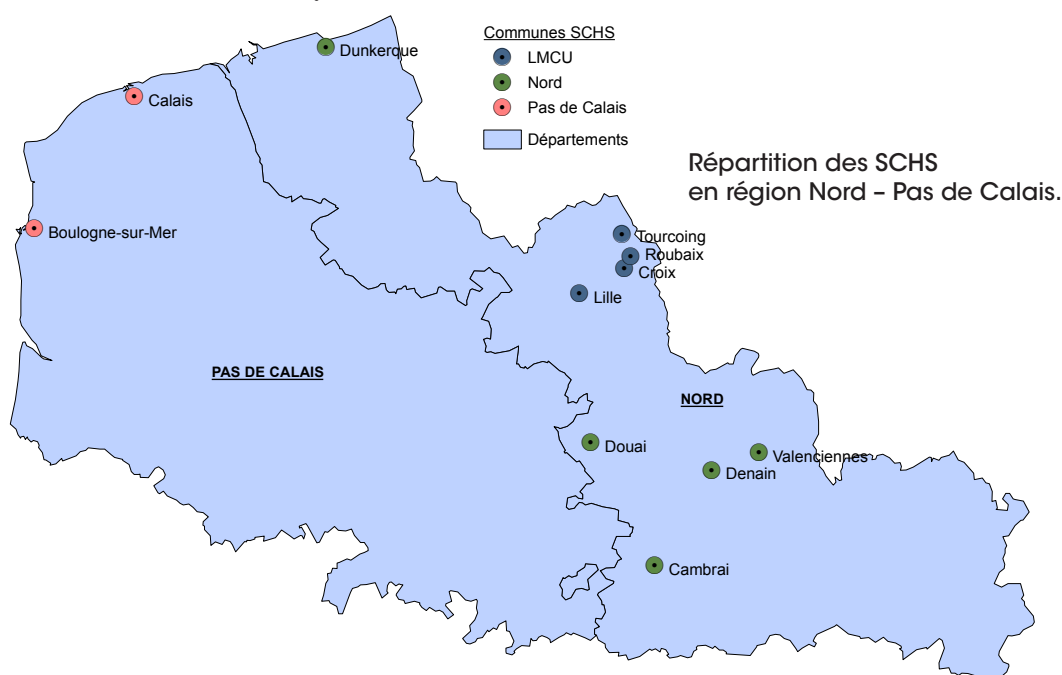 Communes SCHS
LMCU
Nord
Pas de Calais
Départements
Répartition des SCHS
en région Nord – Pas de Calais.
Dunkerque
Calais
Boulogne-sur-Mer
Tourcoing
Roubaix
Croix
Lille
PAS DE CALAIS
NORD
Douai
Valenciennes
Denain
Cambrai